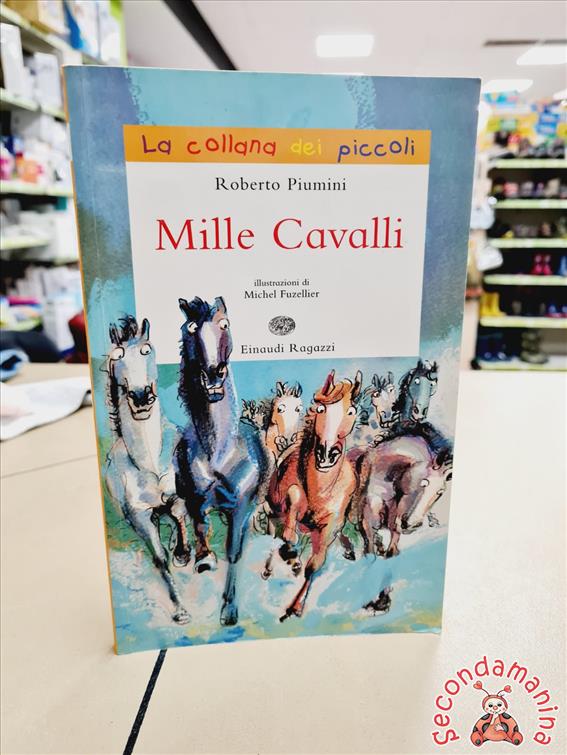 La collana dei piccoli
Roberto Piumini
Mille Cavalli
illustrazioni di
Michel Fuzellier
Einaudi Ragazzi
Secondamanina